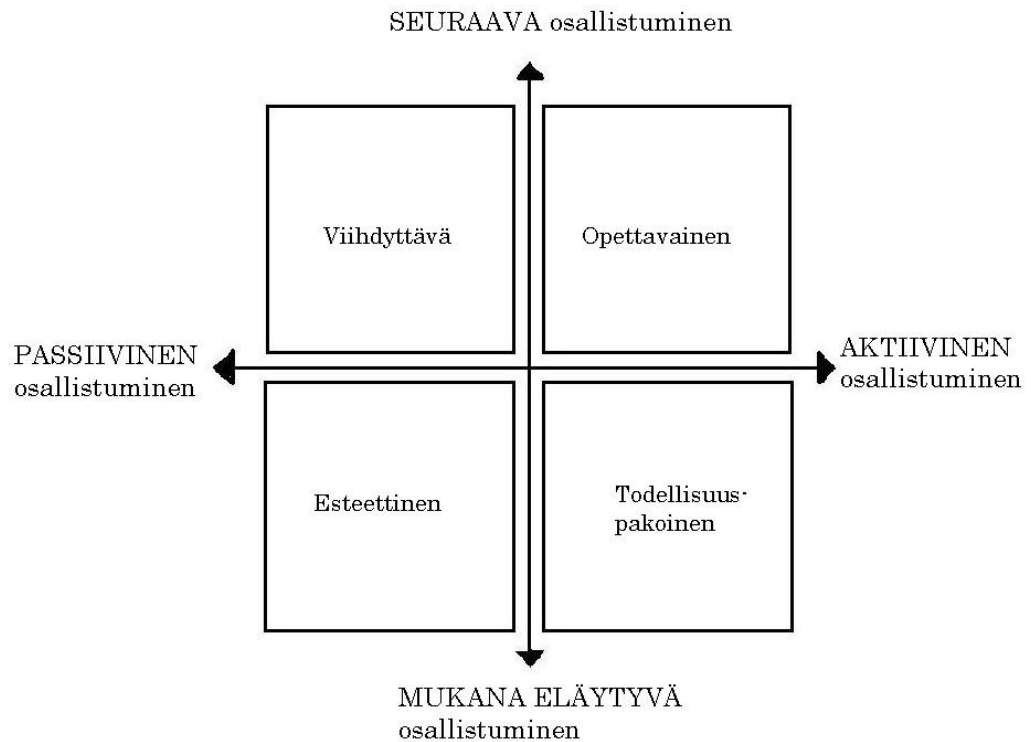 SEURAAVA osallistuminen
Viihdyttävä
Opettavainen
PASSIIVINEN
osallistuminen
AKTIIVINEN
osallistuminen
Esteettinen
Todellisuus-
pakoinen
MUKANA ELÄYTYVÄ
osallistuminen